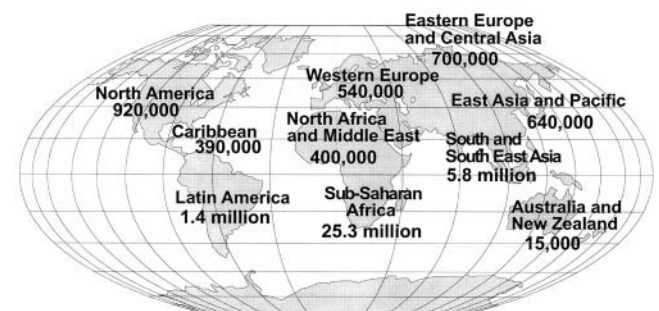 Eastern Europe
and Central Asia
700,000
Western Europe
540,000
North America
920,000
East Asia and Pacific
640,000
Caribbean
390,000
North Africa
and Middle East
400,000
South and
South East Asia
5.8 million
Latin America
1.4 million
Sub-Saharan
Africa
25.3 million
Australia and
New Zealand
15,000